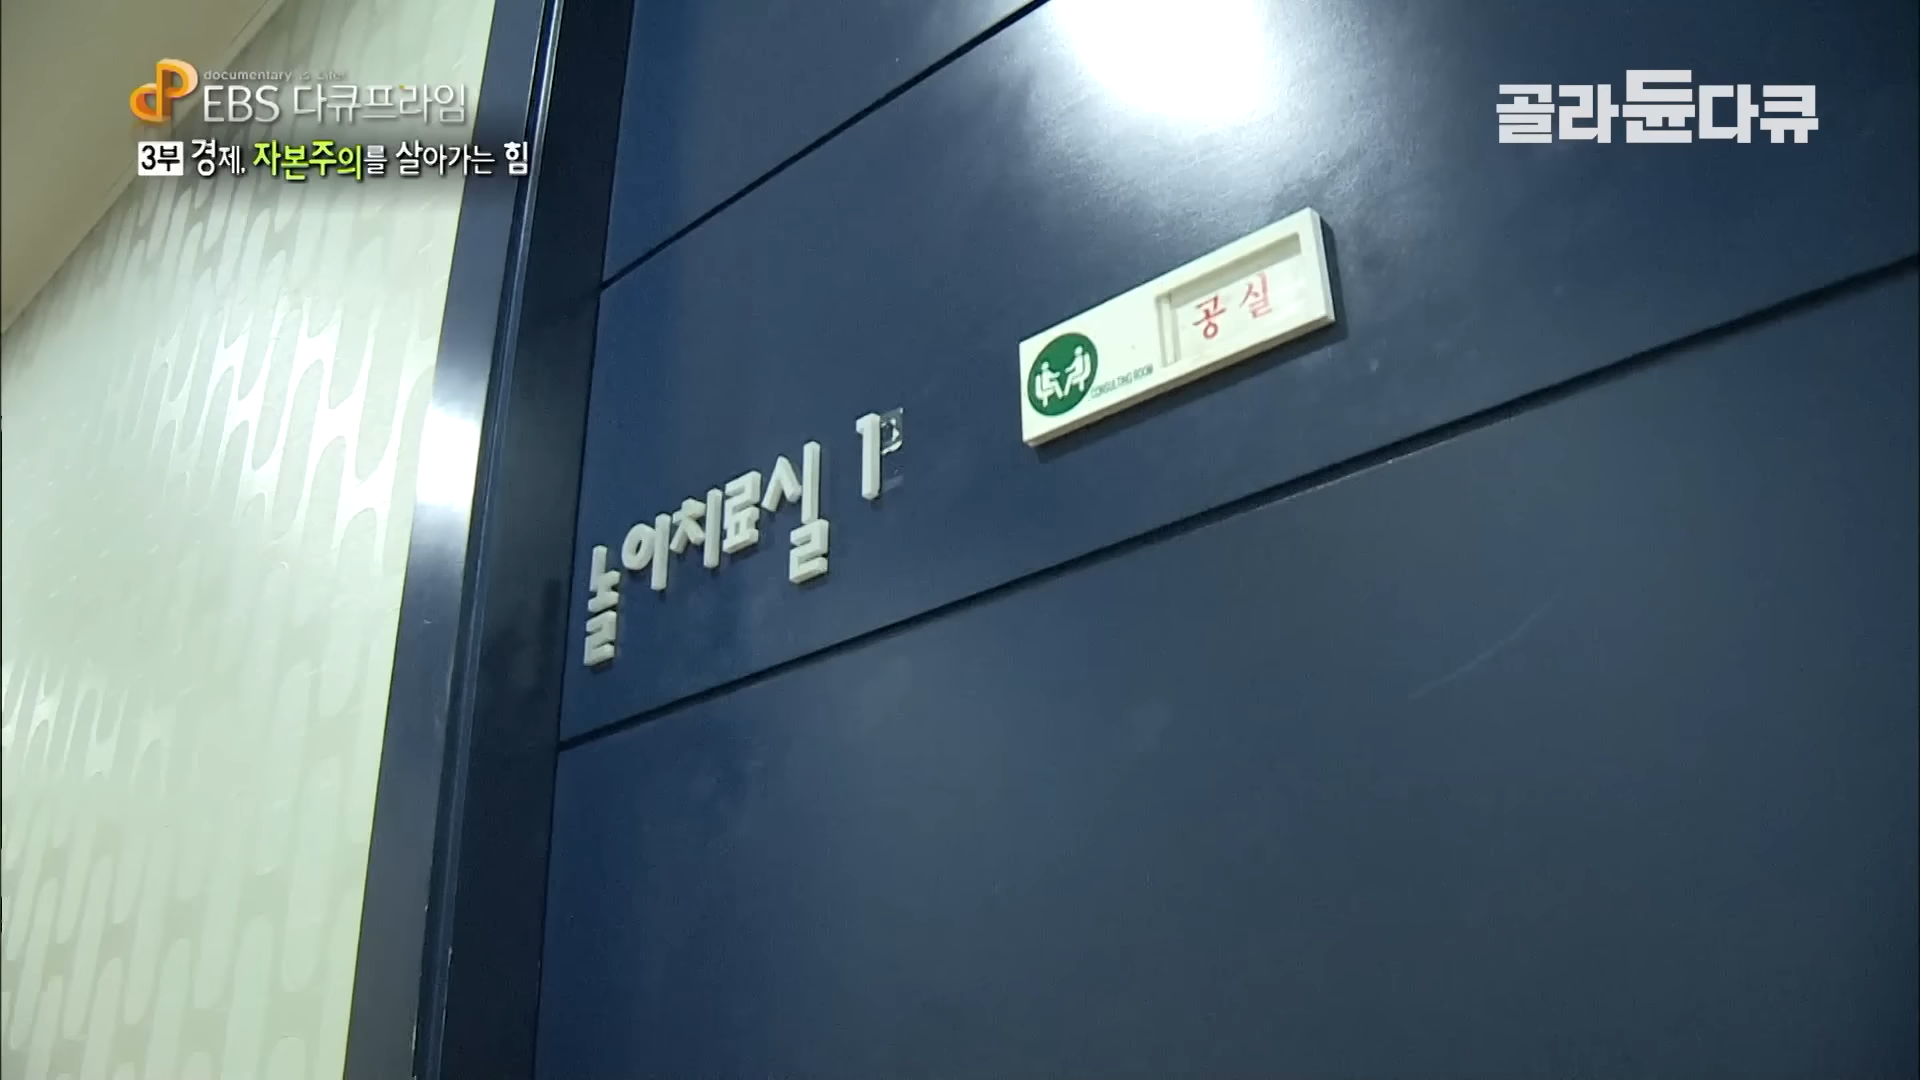 documentary is Life!
EBS 다큐프라임
3부 경제, 자본주의를 살아가는 힘
골라듄다큐
공실
CONSULTING ROOM
놀이치료실 1